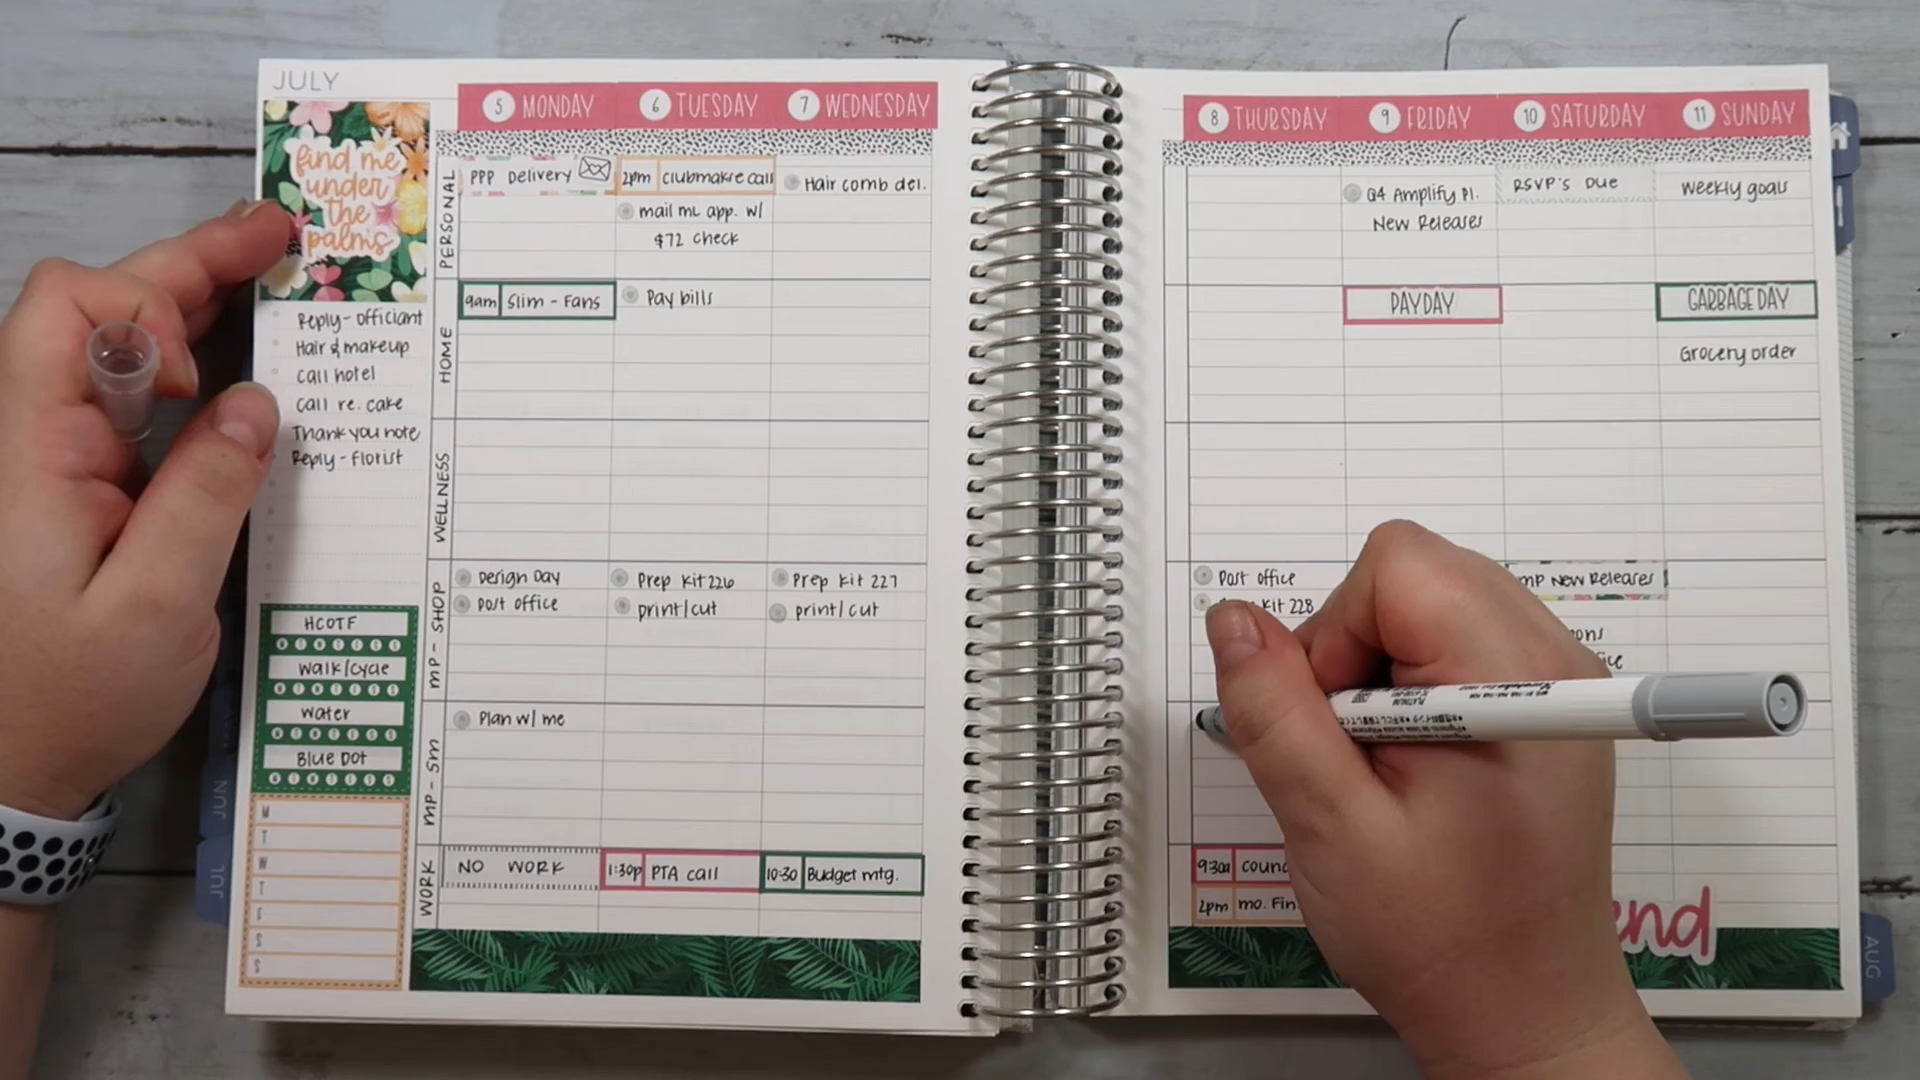 JULY
find me
under
the
palms
Reply - officiant
Hair & makeup
Call hotel
Call re. cake
Thank you note
Reply - florist
HCOTF
M T W T F S S
Walk/cycle
M T W T F S S
Water
M T W T F S S
Blue Dot
M T W T F S S
M
T
W
T
F
S
S
5 MONDAY
6 TUESDAY
7 WEDNESDAY
PERSONAL
PPP Delivery
2pm
mail mL app. w/
$72 check
Hair comb del.
HOME
9am Slim - Fans
Pay bills
WELLNESS
MP - SHOP
Design Day
Post office
Prep Kit 226
print/cut
Prep Kit 227
print/cut
MP - SM
Plan w/ me
WORK
NO WORK
1:30p PTA call
10:30 Budget mtg.
8 THURSDAY
9 FRIDAY
10 SATURDAY
11 SUNDAY
Q4 Amplify Pl.
New Releases
RSVP's Due
Weekly goals
PAYDAY
GARBAGE DAY
Grocery order
Post office
Kit 228
MP New Releases
9:30a
2pm mo. Fin
JUN
JUL
AUG